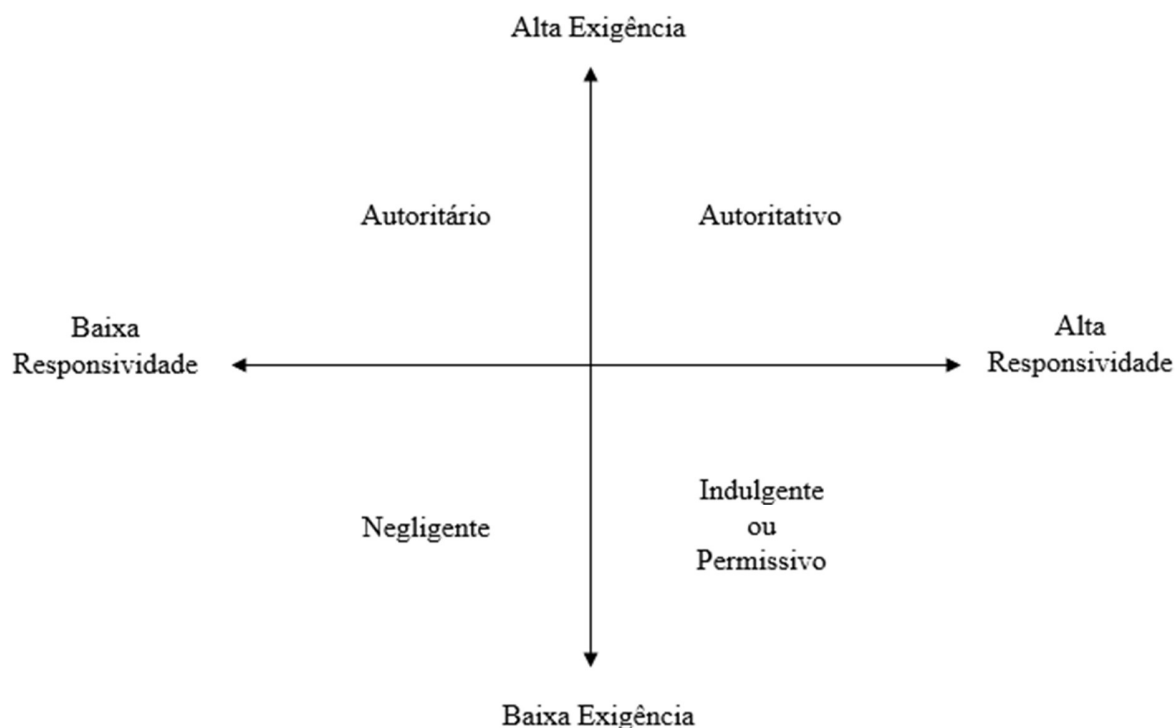 Alta Exigência
Autoritário
Autoritativo
Baixa
Responsividade
Alta
Responsividade
Negligente
Indulgente
ou
Permissivo
Baixa Exigência